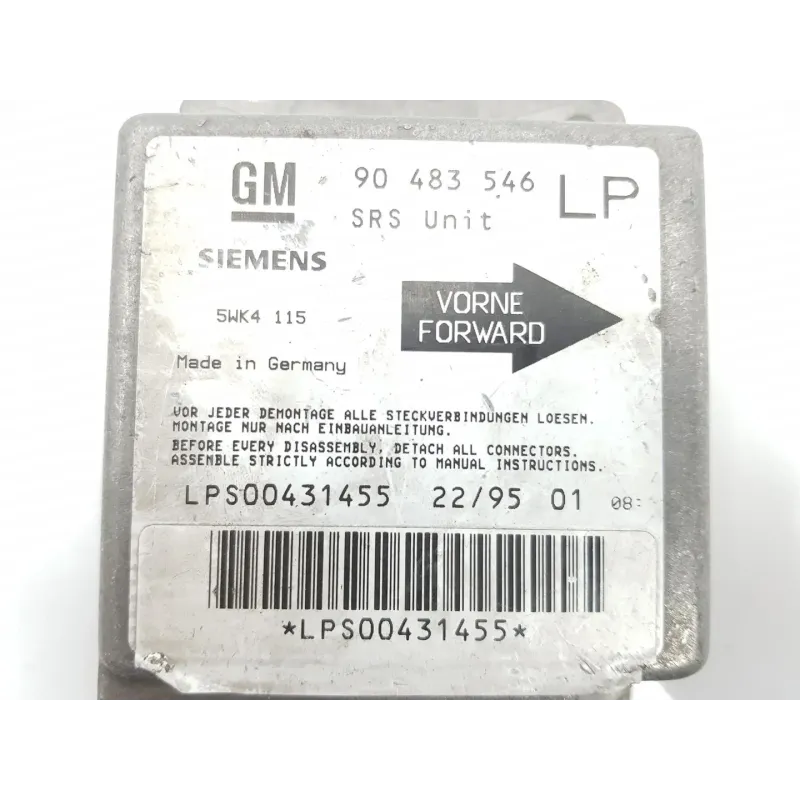 GM 90 483 546 LP
SRS Unit
SIEMENS
5WK4 115
VORNE
FORWARD
Made in Germany
VOR JEDER DEMONTAGE ALLE STECKVERBINDUNGEN LOESEN.
MONTAGE NUR NACH EINBAUANLEITUNG.
BEFORE EVERY DISASSEMBLY, DETACH ALL CONNECTORS.
ASSEMBLE STRICTLY ACCORDING TO MANUAL INSTRUCTIONS.
LPS00431455 22/95 01 08
*LPS00431455*